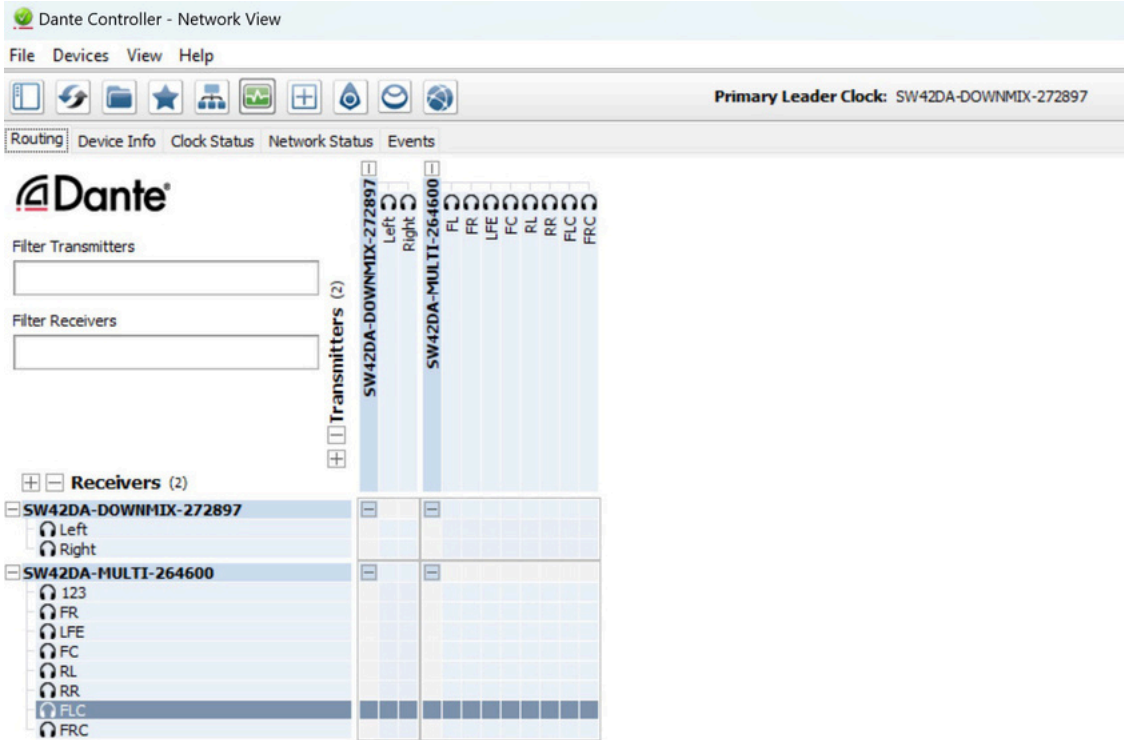 Dante Controller - Network View
File Devices View Help
Primary Leader Clock: SW42DA-DOWNMIX-272897
Routing Device Info Clock Status Network Status Events
Dante
Filter Transmitters
Filter Receivers
Transmitters (2)
SW42DA-DOWNMIX-272897
Left
Right
SW42DA-MULTI-264600
FL
FR
LFE
FC
RL
RR
FLC
FRC
Receivers (2)
SW42DA-DOWNMIX-272897
Left
Right
SW42DA-MULTI-264600
123
FR
LFE
FC
RL
RR
FLC
FRC